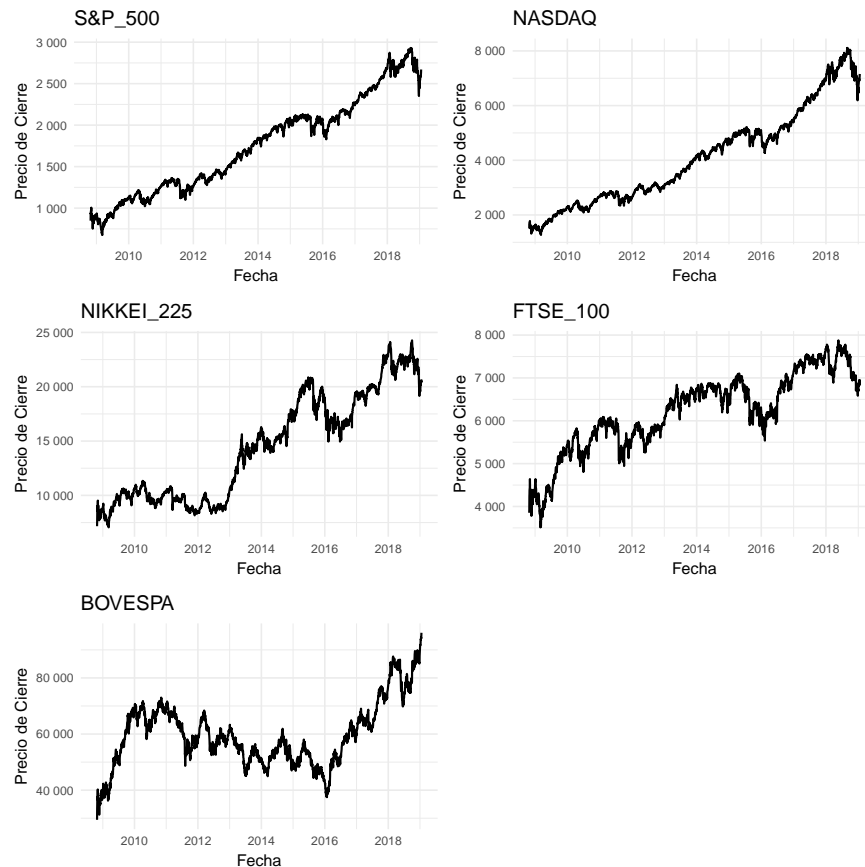 S&P_500
Precio de Cierre
3 000
2 500
2 000
1 500
1 000
2010 2012 2014 2016 2018
Fecha
NASDAQ
Precio de Cierre
8 000
6 000
4 000
2 000
2010 2012 2014 2016 2018
Fecha
NIKKEI_225
Precio de Cierre
25 000
20 000
15 000
10 000
2010 2012 2014 2016 2018
Fecha
FTSE_100
Precio de Cierre
8 000
7 000
6 000
5 000
4 000
2010 2012 2014 2016 2018
Fecha
BOVESPA
Precio de Cierre
80 000
60 000
40 000
2010 2012 2014 2016 2018
Fecha